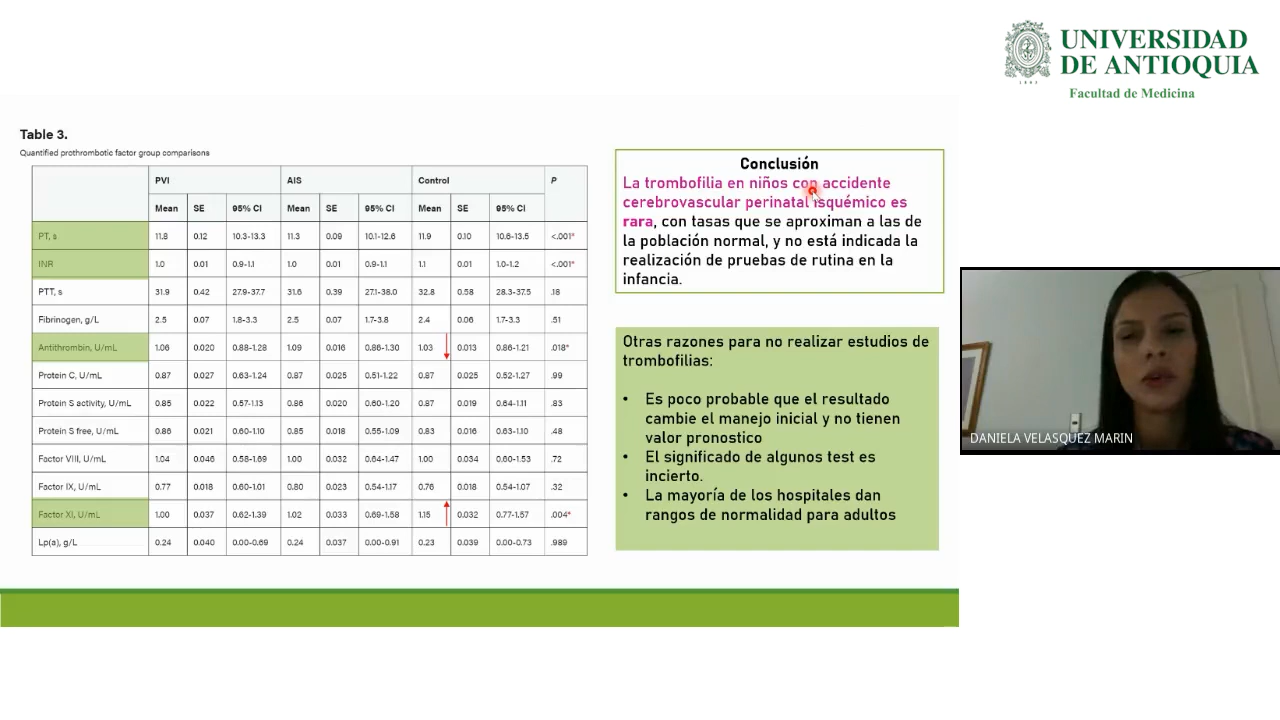 UNIVERSIDAD
DE ANTIOQUIA
Facultad de Medicina
Table 3.
Quantified prothrombotic factor group comparisons
PVI AIS Control P
Mean SE 95% CI Mean SE 95% CI Mean SE 95% CI
PT, s 11.8 0.12 10.3-13.3 11.3 0.09 10.1-12.6 11.9 0.10 10.6-13.5 <.001*
INR 1.0 0.01 0.9-1.1 1.0 0.01 0.9-1.1 1.1 0.01 1.0-1.2 <.001*
PTT, s 31.9 0.42 27.9-37.7 31.6 0.39 27.1-38.0 32.8 0.58 28.3-37.5 .18
Fibrinogen, g/L 2.5 0.07 1.8-3.3 2.5 0.07 1.7-3.8 2.4 0.06 1.7-3.3 .51
Antithrombin, U/mL 1.06 0.020 0.88-1.28 1.09 0.016 0.86-1.30 1.03 0.013 0.86-1.21 .018*
Protein C, U/mL 0.87 0.027 0.63-1.24 0.87 0.025 0.51-1.22 0.87 0.025 0.52-1.27 .99
Protein S activity, U/mL 0.85 0.022 0.57-1.13 0.86 0.020 0.60-1.20 0.87 0.019 0.64-1.11 .83
Protein S free, U/mL 0.86 0.021 0.60-1.10 0.85 0.018 0.55-1.09 0.83 0.016 0.63-1.10 .48
Factor VIII, U/mL 1.04 0.046 0.58-1.69 1.00 0.032 0.64-1.47 1.00 0.034 0.60-1.53 .72
Factor IX, U/mL 0.77 0.018 0.60-1.01 0.80 0.023 0.54-1.17 0.76 0.018 0.54-1.07 .32
Factor XI, U/mL 1.00 0.037 0.62-1.39 1.02 0.033 0.69-1.58 1.15 0.032 0.77-1.57 .004*
Lp(a), g/L 0.24 0.040 0.00-0.69 0.24 0.037 0.00-0.91 0.23 0.039 0.00-0.73 .989
Conclusión
La trombofilia en niños con accidente
cerebrovascular perinatal isquémico es
rara, con tasas que se aproximan a las de
la población normal, y no está indicada la
realización de pruebas de rutina en la
infancia.
Otras razones para no realizar estudios de
trombofilias:
• Es poco probable que el resultado
cambie el manejo inicial y no tienen
valor pronostico
• El significado de algunos test es
incierto.
• La mayoría de los hospitales dan
rangos de normalidad para adultos
DANIELA VELASQUEZ MARIN